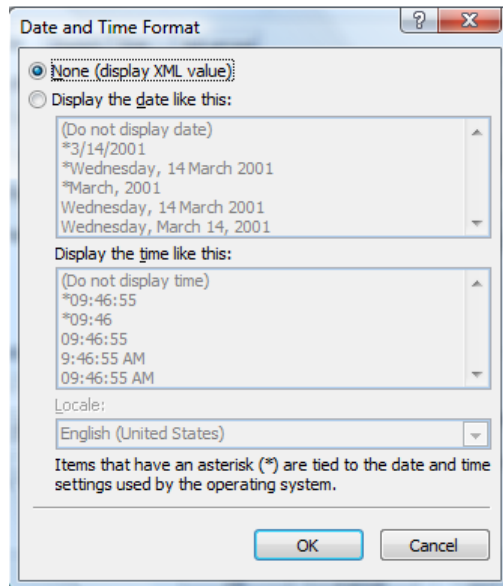 Date and Time Format
None (display XML value)
Display the date like this:
(Do not display date)
*3/14/2001
*Wednesday, 14 March 2001
*March, 2001
Wednesday, 14 March 2001
Wednesday, March 14, 2001
Display the time like this:
(Do not display time)
*09:46:55
*09:46
09:46:55
9:46:55 AM
09:46:55 AM
Locale:
English (United States)
Items that have an asterisk (*) are tied to the date and time
settings used by the operating system.
OK
Cancel